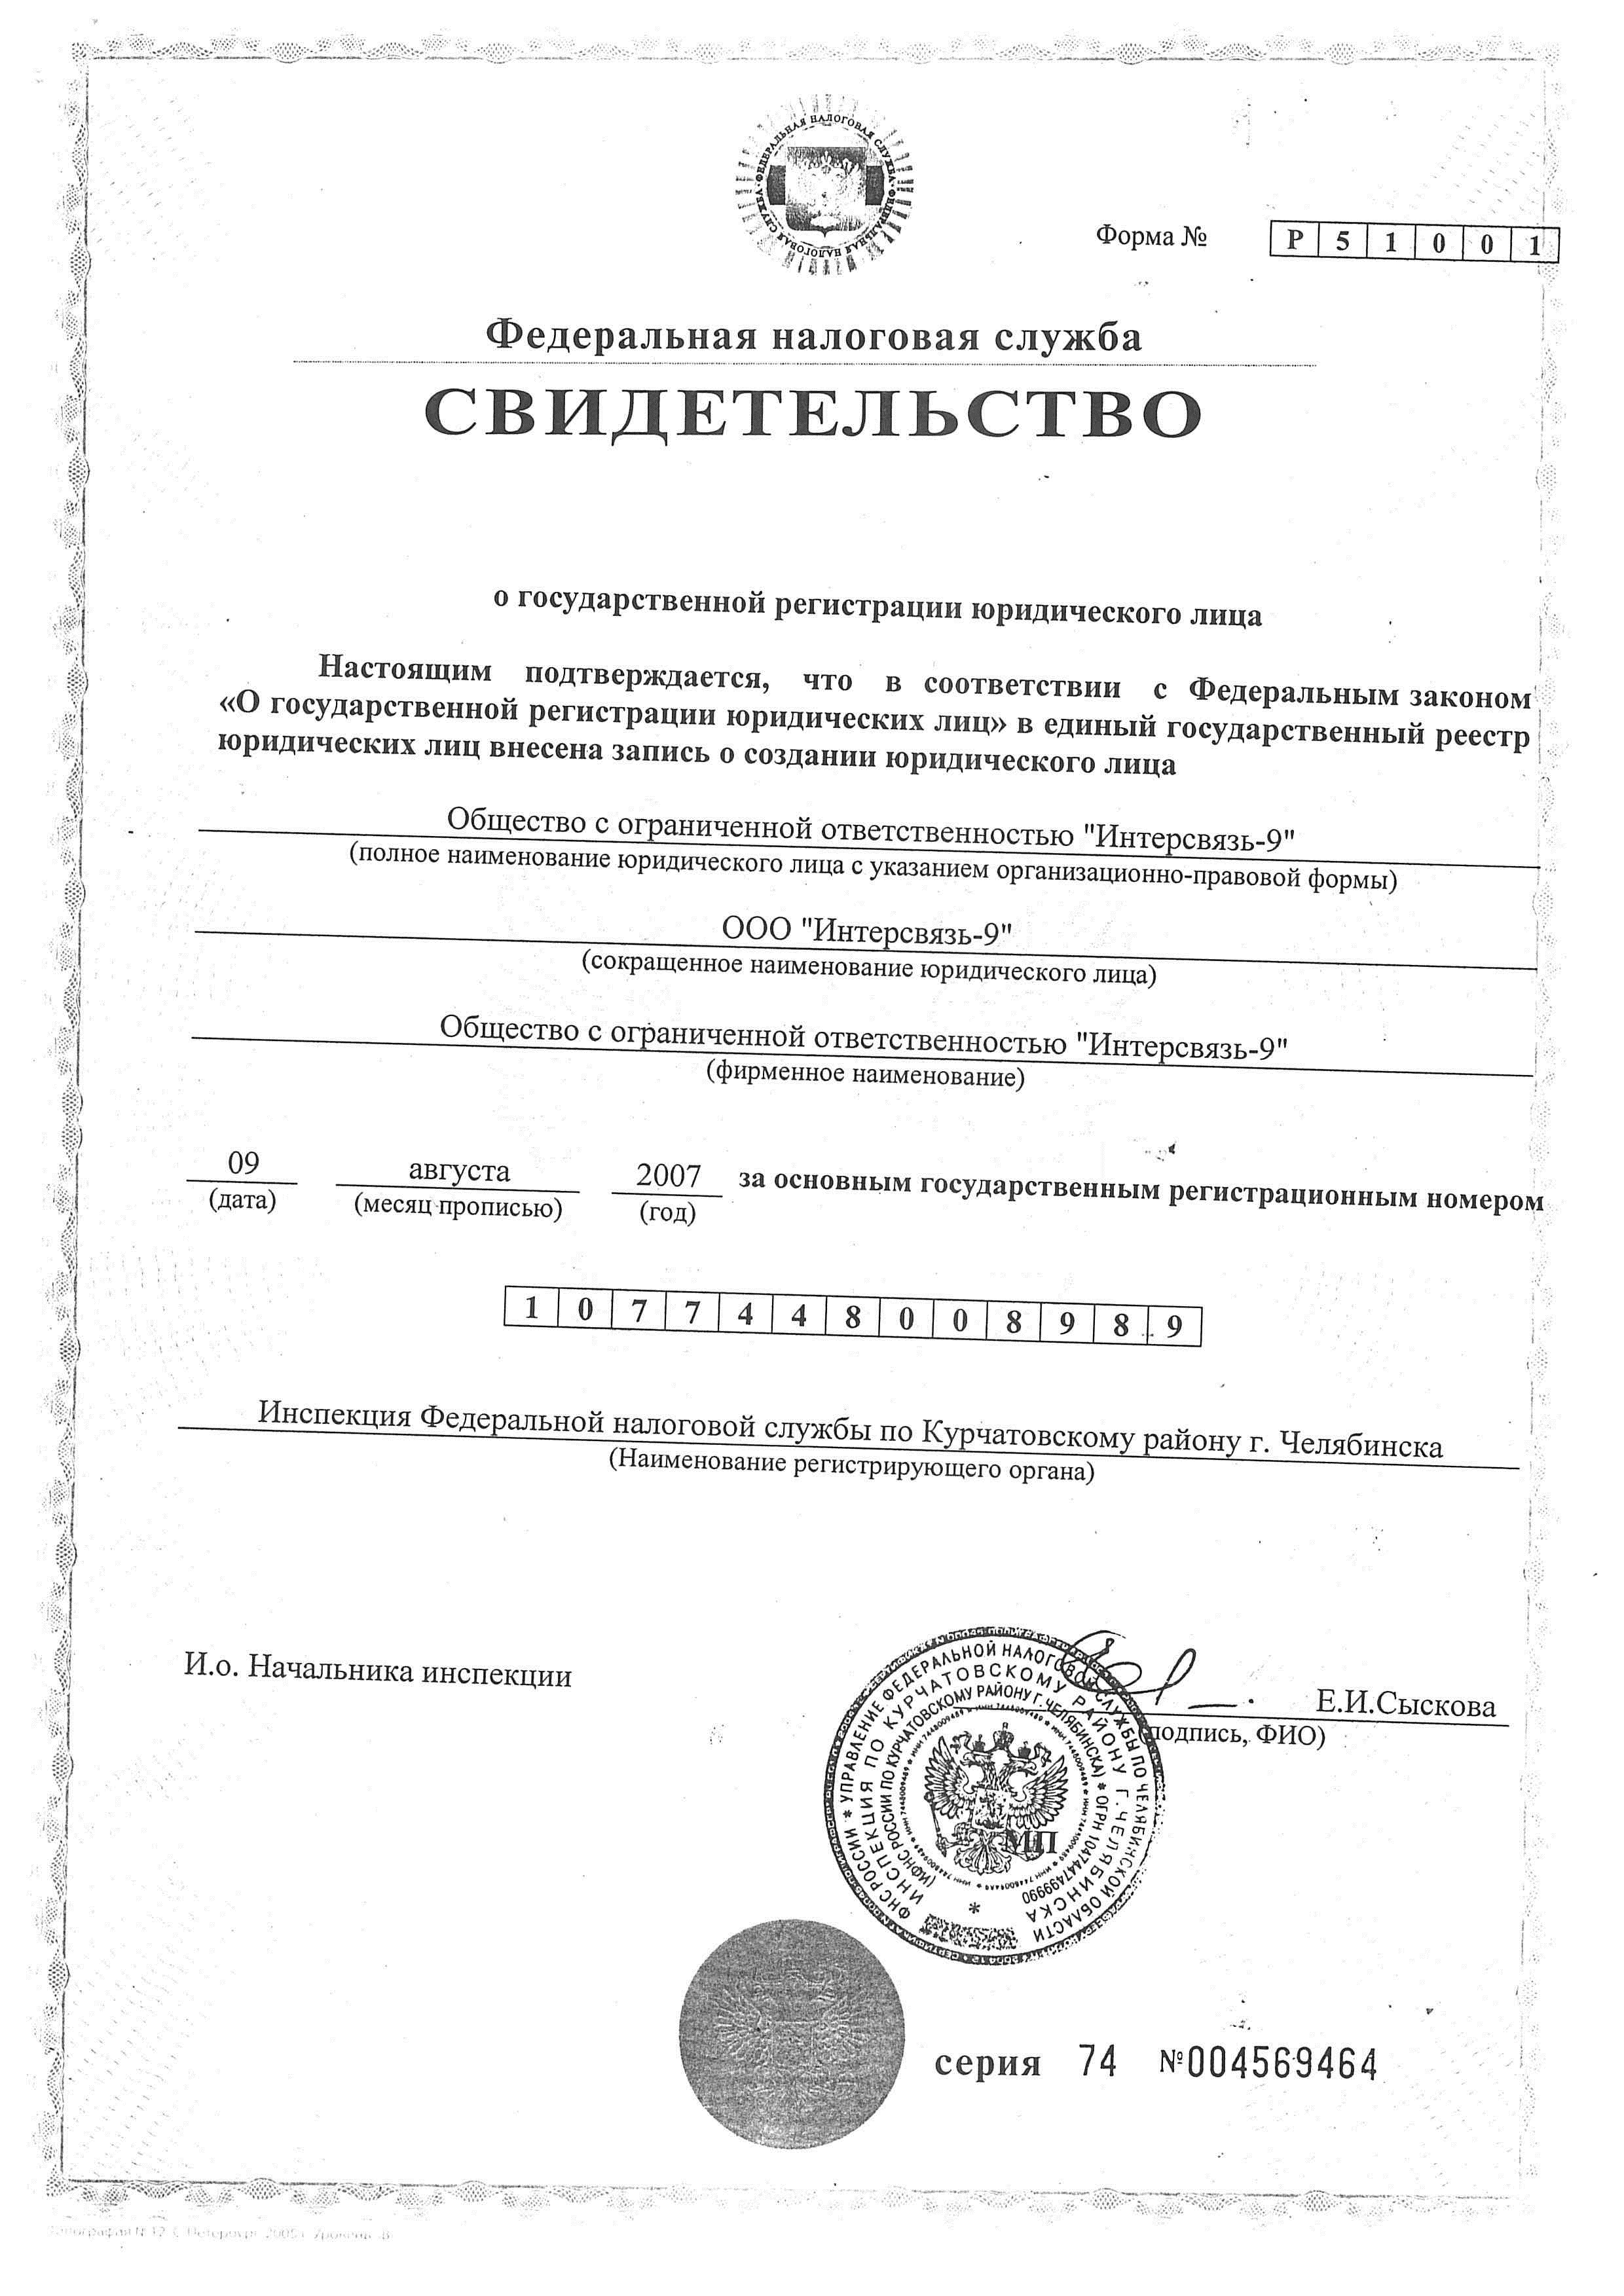 ФЕДЕРАЛЬНАЯ НАЛОГОВАЯ СЛУЖБА • ФЕДЕРАЛЬНАЯ НАЛОГОВАЯ СЛУЖБА •
Форма № Р 5 1 0 0 1
Федеральная налоговая служба
СВИДЕТЕЛЬСТВО
о государственной регистрации юридического лица
Настоящим подтверждается, что в соответствии с Федеральным законом
«О государственной регистрации юридических лиц» в единый государственный реестр
юридических лиц внесена запись о создании юридического лица
Общество с ограниченной ответственностью "Интерсвязь-9"
(полное наименование юридического лица с указанием организационно-правовой формы)
ООО "Интерсвязь-9"
(сокращенное наименование юридического лица)
Общество с ограниченной ответственностью "Интерсвязь-9"
(фирменное наименование)
09 августа 2007 за основным государственным регистрационным номером
(дата) (месяц прописью) (год)
1 0 7 7 4 4 8 0 0 8 9 8 9
Инспекция Федеральной налоговой службы по Курчатовскому району г. Челябинска
(Наименование регистрирующего органа)
И.о. Начальника инспекции
Е.И.Сыскова
(подпись, ФИО)
ФНС РОССИИ * УПРАВЛЕНИЕ ФЕДЕРАЛЬНОЙ НАЛОГОВОЙ СЛУЖБЫ ПО ЧЕЛЯБИНСКОЙ ОБЛАСТИ
ИНСПЕКЦИЯ ПО КУРЧАТОВСКОМУ РАЙОНУ Г. ЧЕЛЯБИНСКА
(ИФНС РОССИИ ПО КУРЧАТОВСКОМУ РАЙОНУ Г. ЧЕЛЯБИНСКА) * ОГРН 1047447499990
МП
серия 74 №004569464